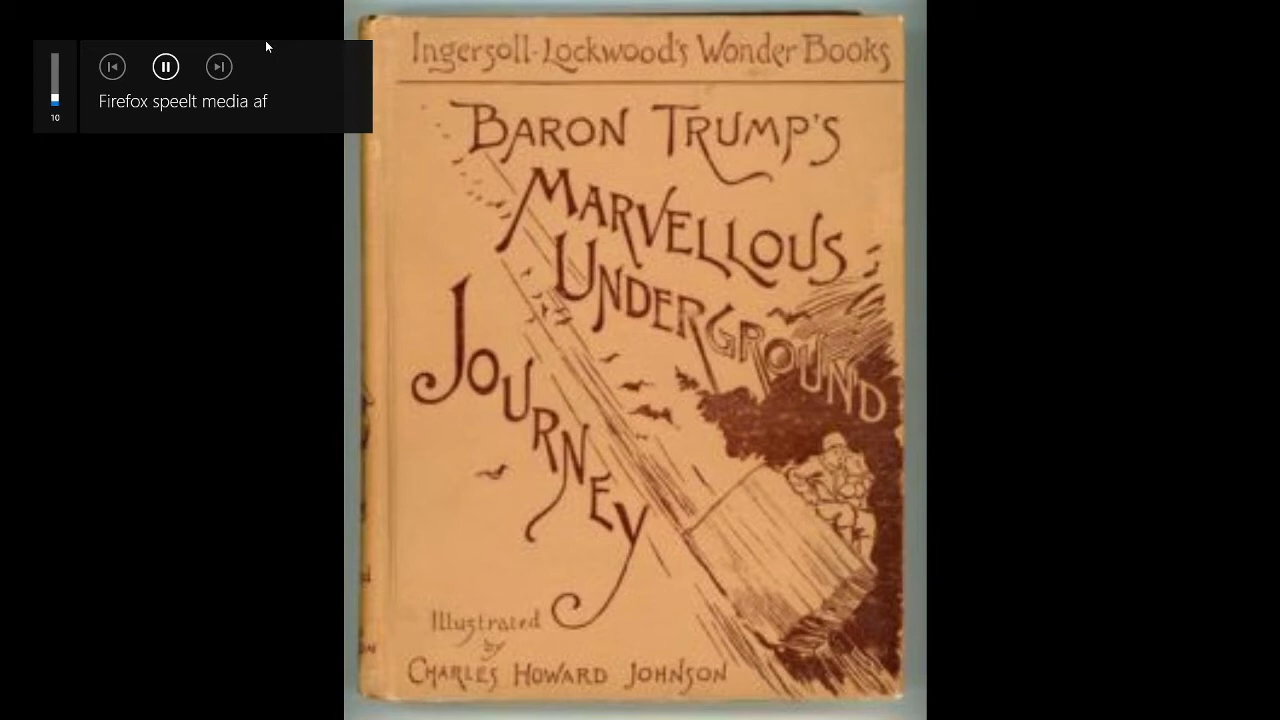 Ingersoll-Lockwood's Wonder Books
BARON TRUMP'S
MARVELLOUS
UNDERGROUND
JOURNEY
Illustrated
by
CHARLES HOWARD JOHNSON
10
Firefox speelt media af